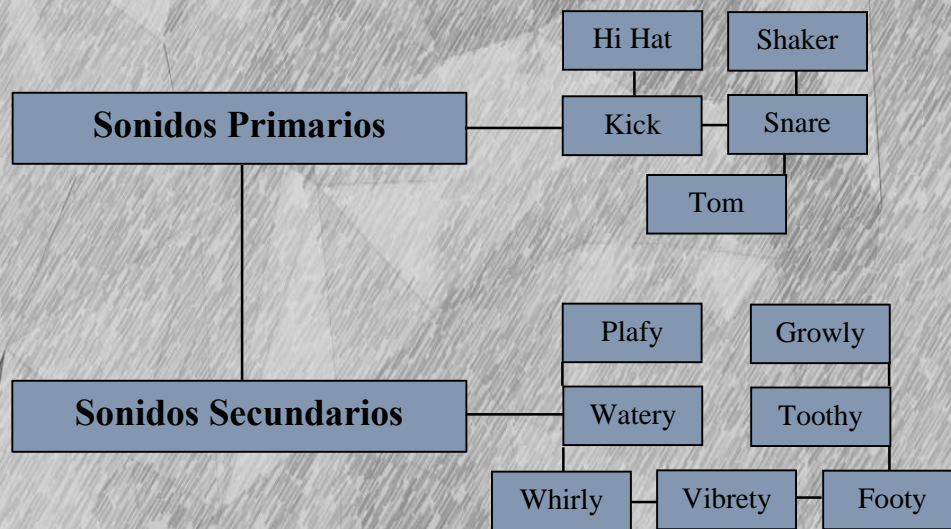 Hi Hat
Shaker
Sonidos Primarios
Kick
Snare
Tom
Plafy
Growly
Sonidos Secundarios
Watery
Toothy
Whirly
Vibrety
Footy